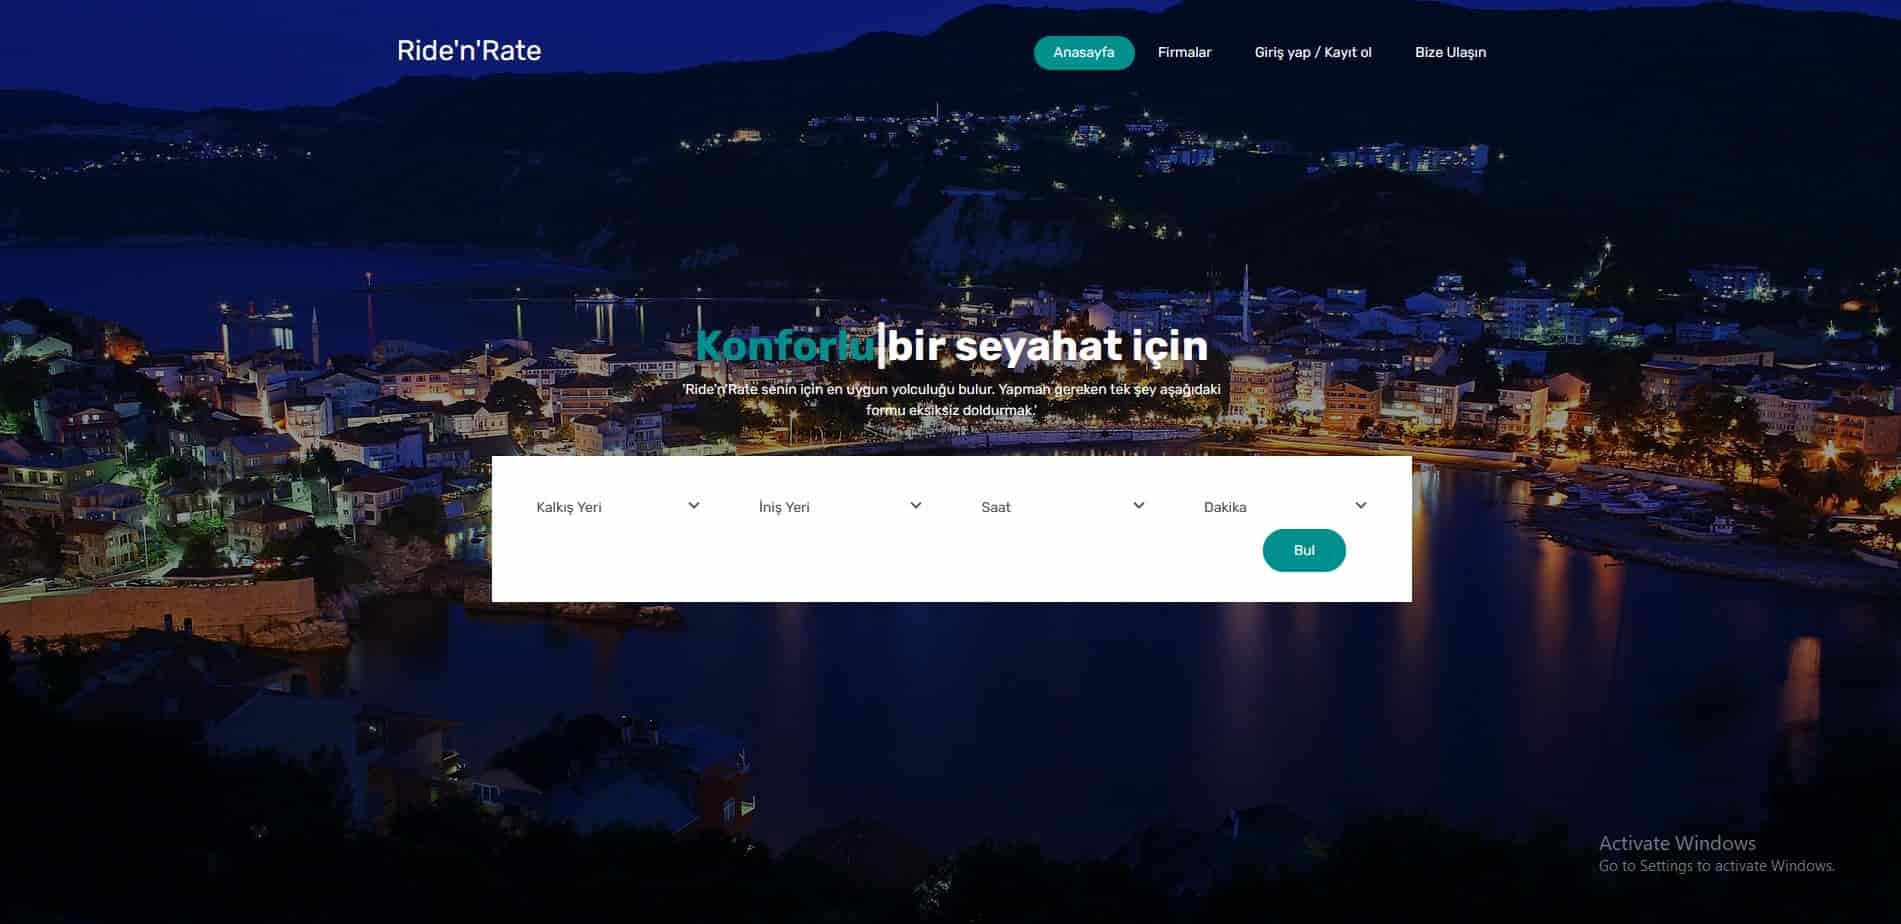 Ride'n'Rate
Anasayfa
Firmalar
Giriş yap / Kayıt ol
Bize Ulaşın
Konforlu|bir seyahat için
'Ride'n'Rate senin için en uygun yolculuğu bulur. Yapman gereken tek şey aşağıdaki
formu eksiksiz doldurmak.'
Kalkış Yeri
İniş Yeri
Saat
Dakika
Bul
Activate Windows
Go to Settings to activate Windows.